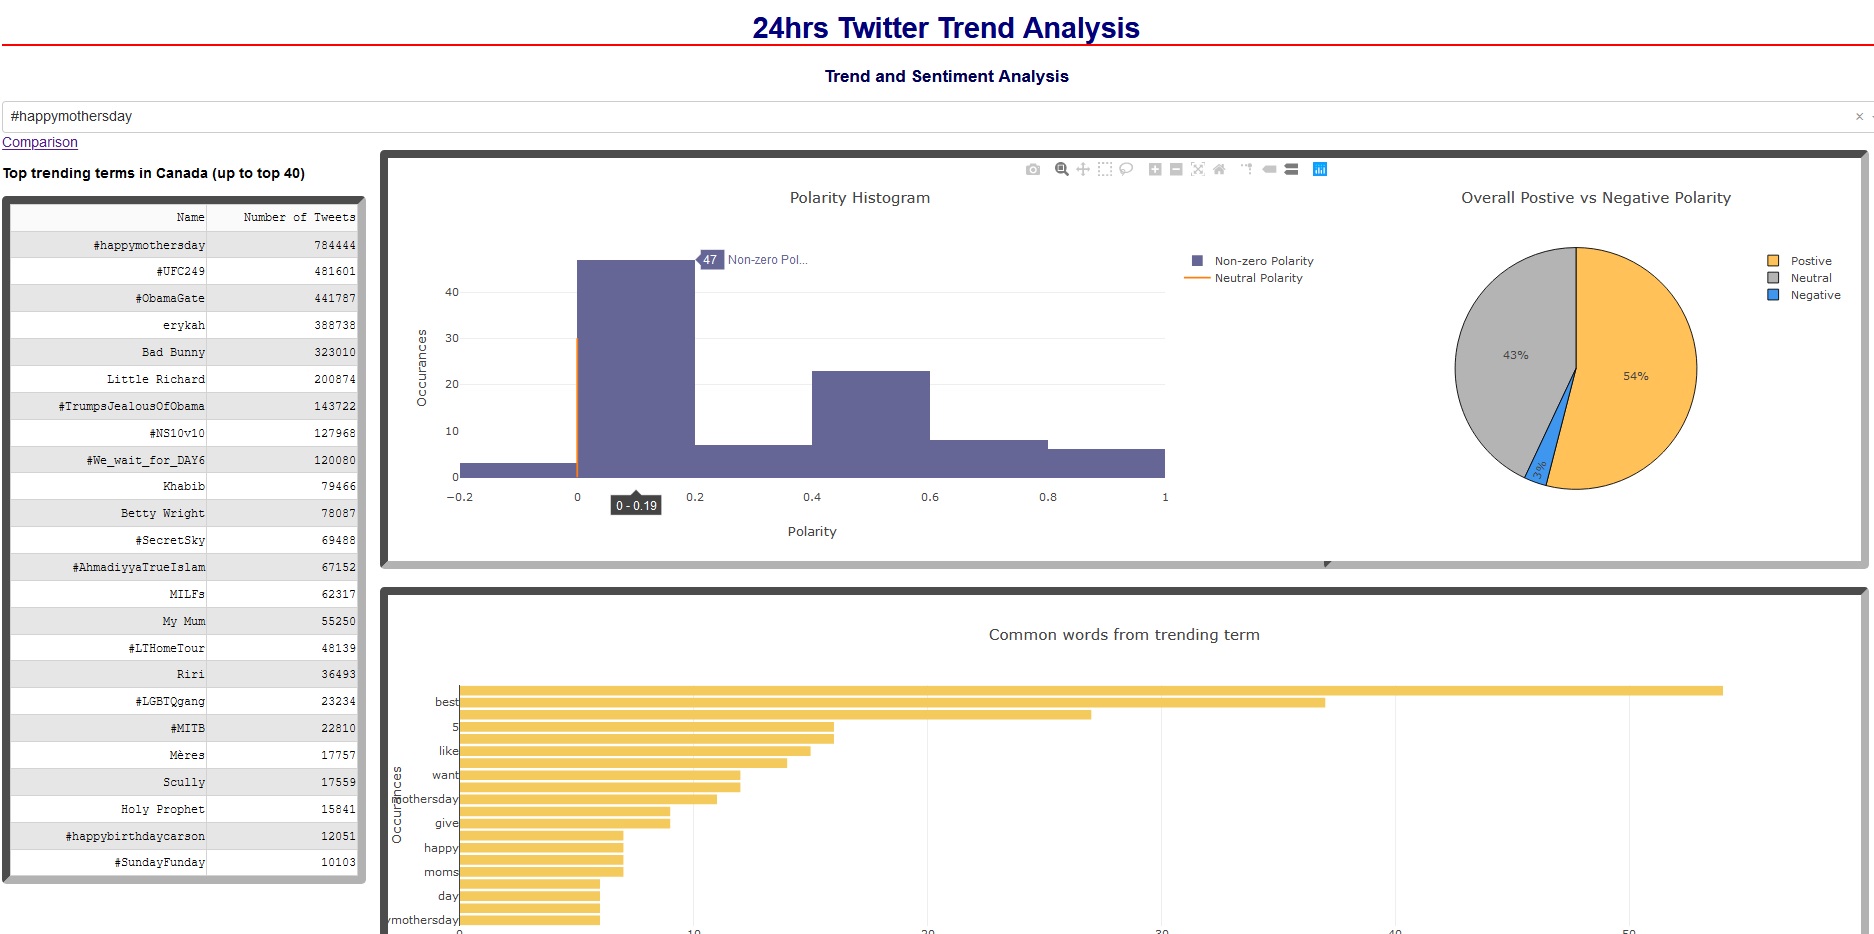 24hrs Twitter Trend Analysis
Trend and Sentiment Analysis
#happymothersday
×
Comparison
Top trending terms in Canada (up to top 40)
Name Number of Tweets
#happymothersday 784444
#UFC249 481601
#ObamaGate 441787
erykah 388738
Bad Bunny 323010
Little Richard 200874
#TrumpsJealousOfObama 143722
#NS10v10 127968
#We_wait_for_DAY6 120080
Khabib 79466
Betty Wright 78087
#SecretSky 69488
#AhmadiyyaTrueIslam 67152
MILFs 62317
My Mum 55250
#LTHomeTour 48139
Riri 36493
#LGBTQgang 23234
#MITB 22810
Mères 17757
Scully 17559
Holy Prophet 15841
#happybirthdaycarson 12051
#SundayFunday 10103
Polarity Histogram
47 Non-zero Pol...
Non-zero Polarity
Neutral Polarity
Occurances
40
30
20
10
0
−0.2 0 0.2 0.4 0.6 0.8 1
0 - 0.19
Polarity
Overall Postive vs Negative Polarity
Postive
Neutral
Negative
43%
54%
3%
Common words from trending term
Occurances
best
5
like
want
mothersday
give
happy
moms
day
ymothersday
0 10 20 30 40 50